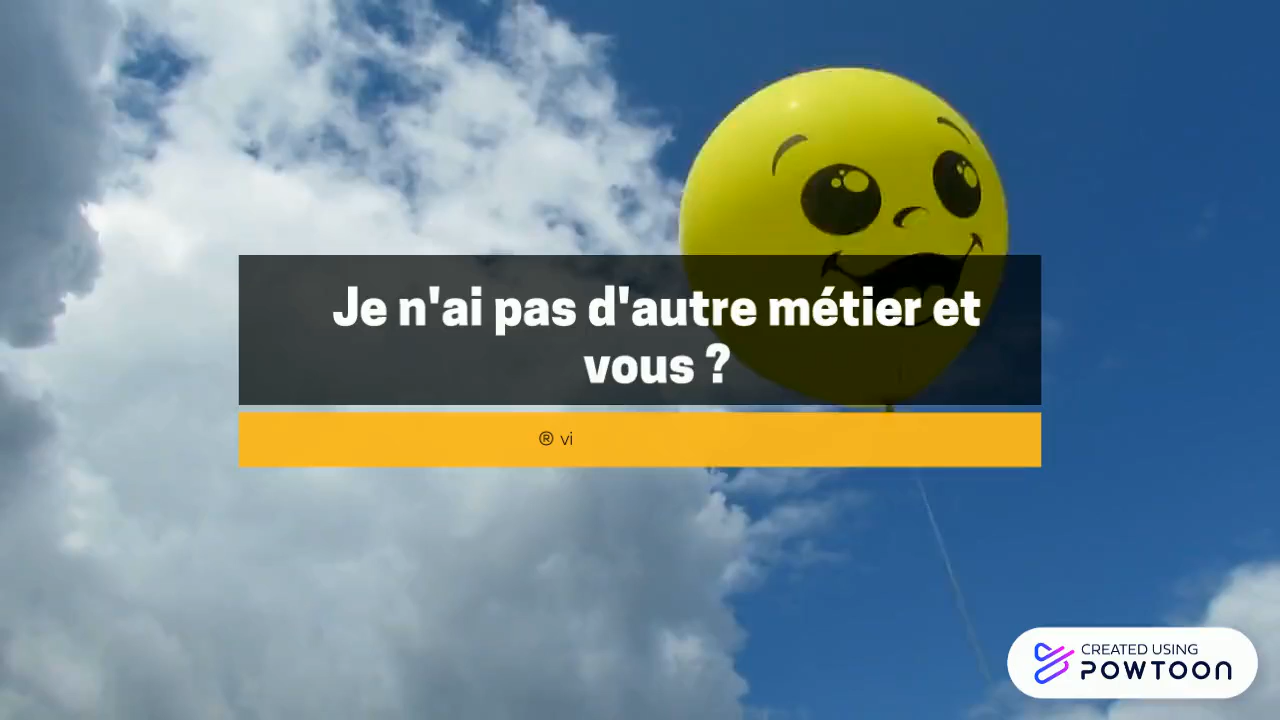 Je n'ai pas d'autre métier et
vous ?
® vi
CREATED USING
POWTOON